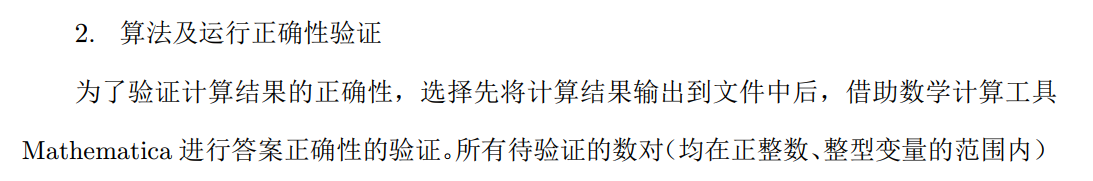 2. 算法及运行正确性验证
为了验证计算结果的正确性，选择先将计算结果输出到文件中后，借助数学计算工具
Mathematica 进行答案正确性的验证。所有待验证的数对（均在正整数、整型变量的范围内）